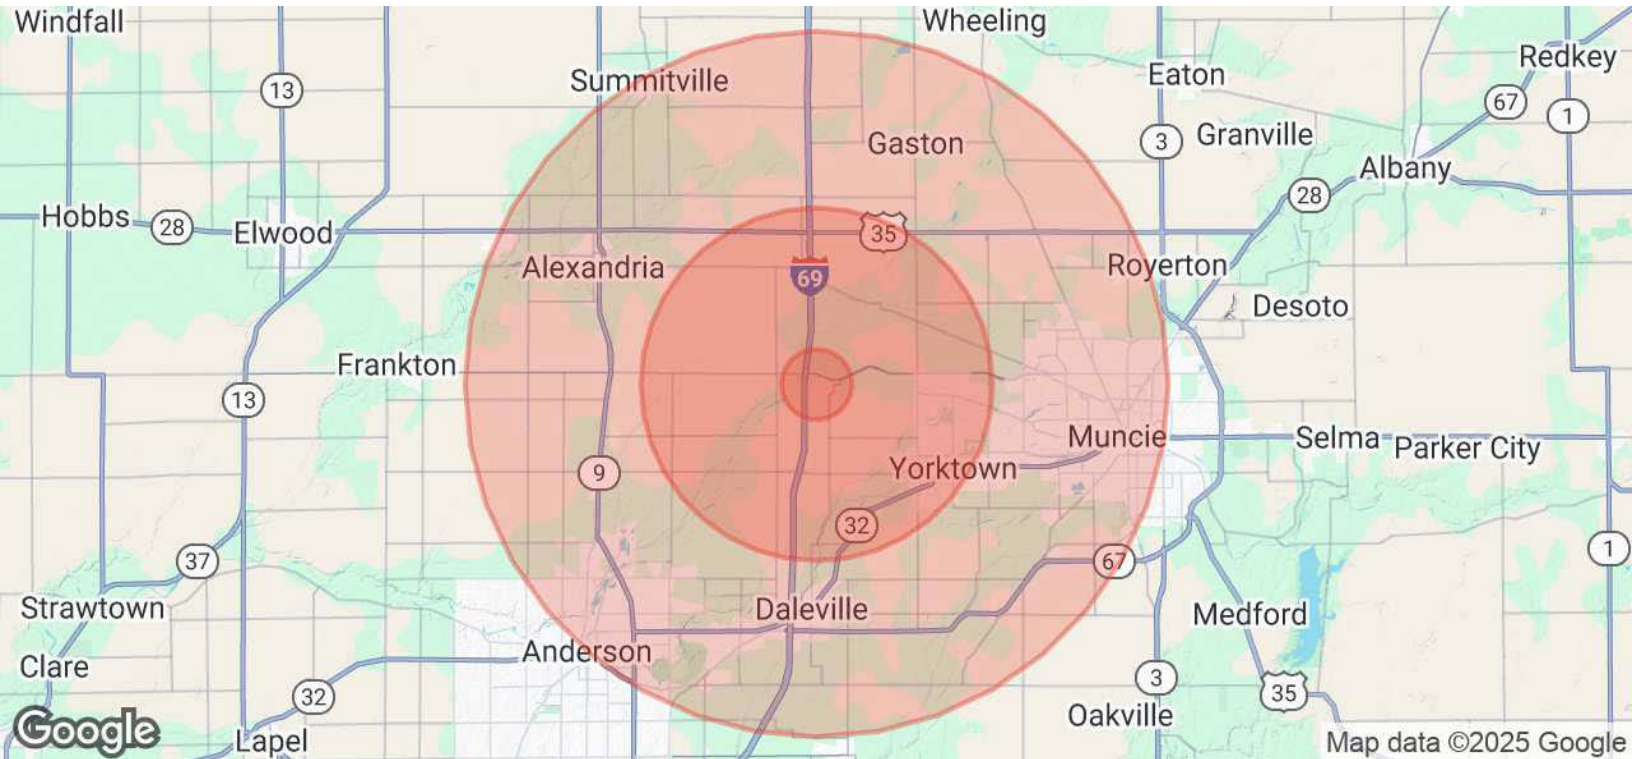 Windfall
Wheeling
Redkey
Summitville
Eaton
13
67
1
Gaston
3
Granville
Albany
28
Hobbs
28
Elwood
35
Alexandria
69
Royerton
Desoto
Frankton
13
Muncie
Selma
Parker City
9
Yorktown
32
37
67
1
Strawtown
Daleville
Medford
Anderson
Clare
32
3
35
Oakville
Google
Lapel
Map data ©2025 Google